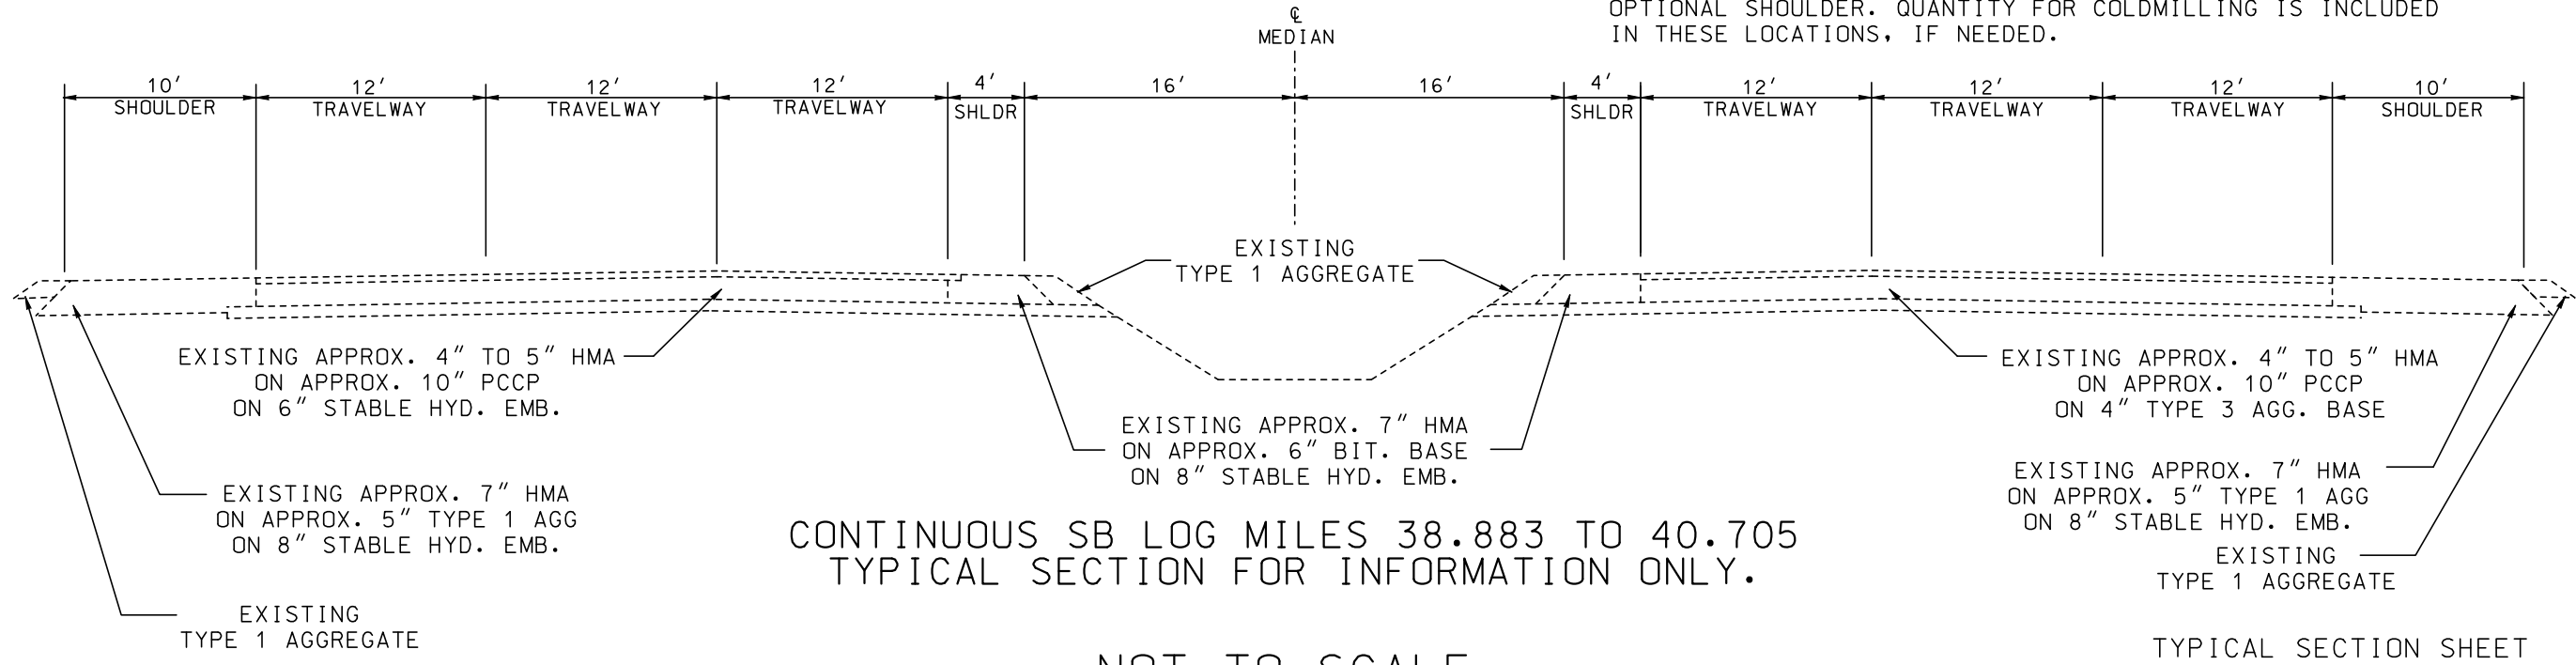 OPTIONAL SHOULDER. QUANTITY FOR COLDMILLING IS INCLUDED
IN THESE LOCATIONS, IF NEEDED.
℄
MEDIAN
10' 12' 12' 12' 4' 16' 16' 4' 12' 12' 12' 10'
SHOULDER TRAVELWAY TRAVELWAY TRAVELWAY SHLDR SHLDR TRAVELWAY TRAVELWAY TRAVELWAY SHOULDER
EXISTING
TYPE 1 AGGREGATE
EXISTING APPROX. 4" TO 5" HMA
ON APPROX. 10" PCCP
ON 6" STABLE HYD. EMB.
EXISTING APPROX. 4" TO 5" HMA
ON APPROX. 10" PCCP
ON 4" TYPE 3 AGG. BASE
EXISTING APPROX. 7" HMA
ON APPROX. 6" BIT. BASE
ON 8" STABLE HYD. EMB.
EXISTING APPROX. 7" HMA
ON APPROX. 5" TYPE 1 AGG
ON 8" STABLE HYD. EMB.
EXISTING APPROX. 7" HMA
ON APPROX. 5" TYPE 1 AGG
ON 8" STABLE HYD. EMB.
CONTINUOUS SB LOG MILES 38.883 TO 40.705
TYPICAL SECTION FOR INFORMATION ONLY.
EXISTING
TYPE 1 AGGREGATE
EXISTING
TYPE 1 AGGREGATE
NOT TO SCALE
TYPICAL SECTION SHEET